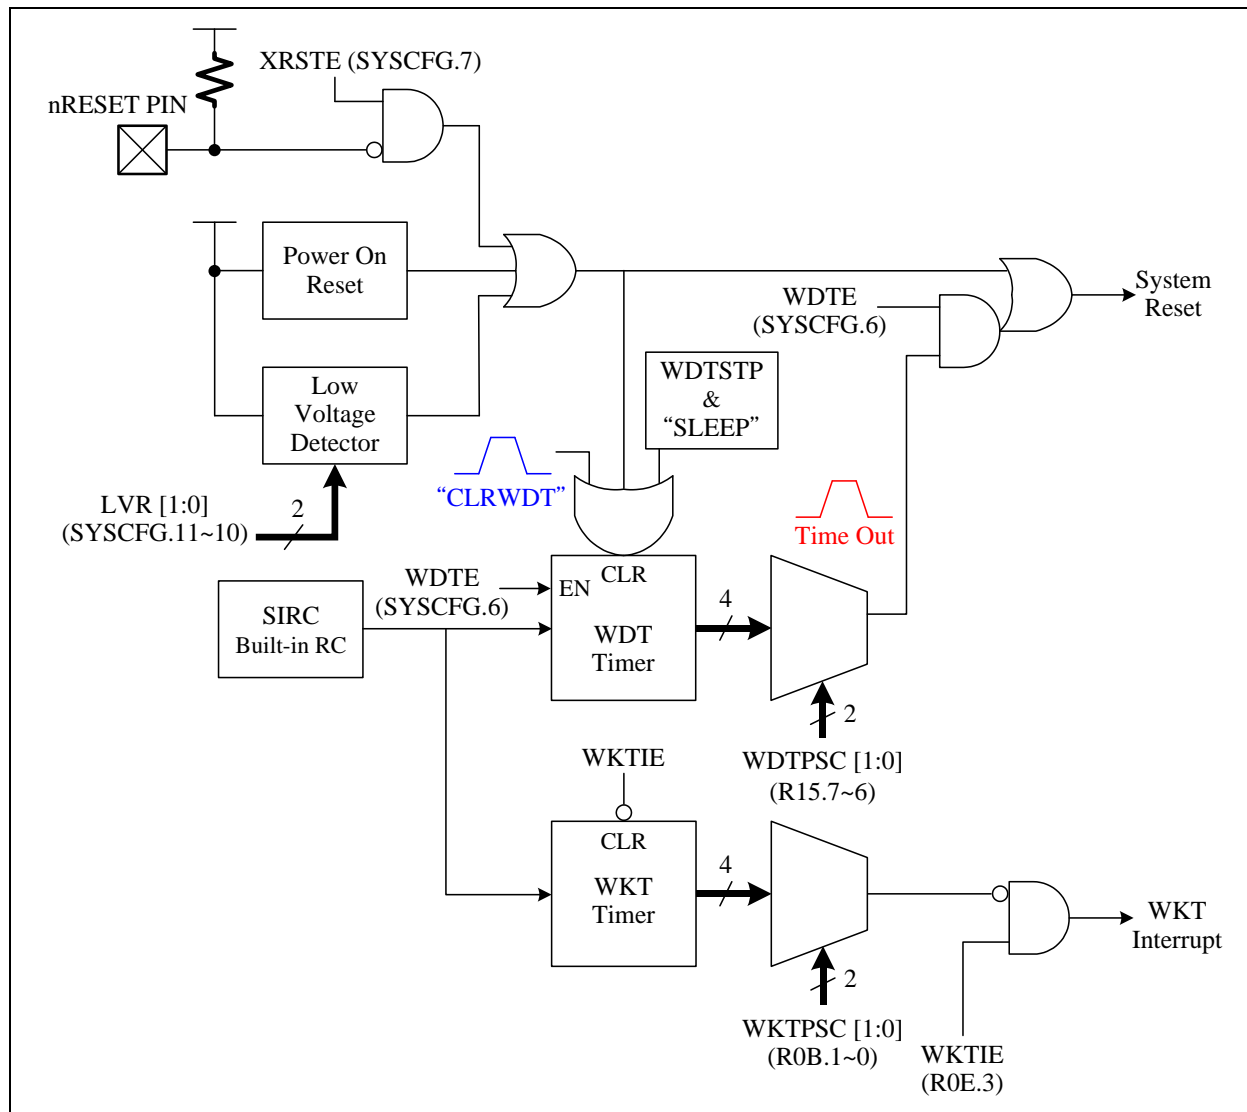 XRSTE (SYSCFG.7)
nRESET PIN
Power On
Reset
WDTE
(SYSCFG.6)
System
Reset
Low
Voltage
Detector
WDTSTP
&
“SLEEP”
“CLRWDT”
LVR [1:0]
(SYSCFG.11~10)
2
Time Out
SIRC
Built-in RC
WDTE
(SYSCFG.6)
CLR
EN
WDT
Timer
4
2
WDTPSC [1:0]
(R15.7~6)
WKTIE
CLR
WKT
Timer
4
2
WKTPSC [1:0]
(R0B.1~0)
WKTIE
(R0E.3)
WKT
Interrupt